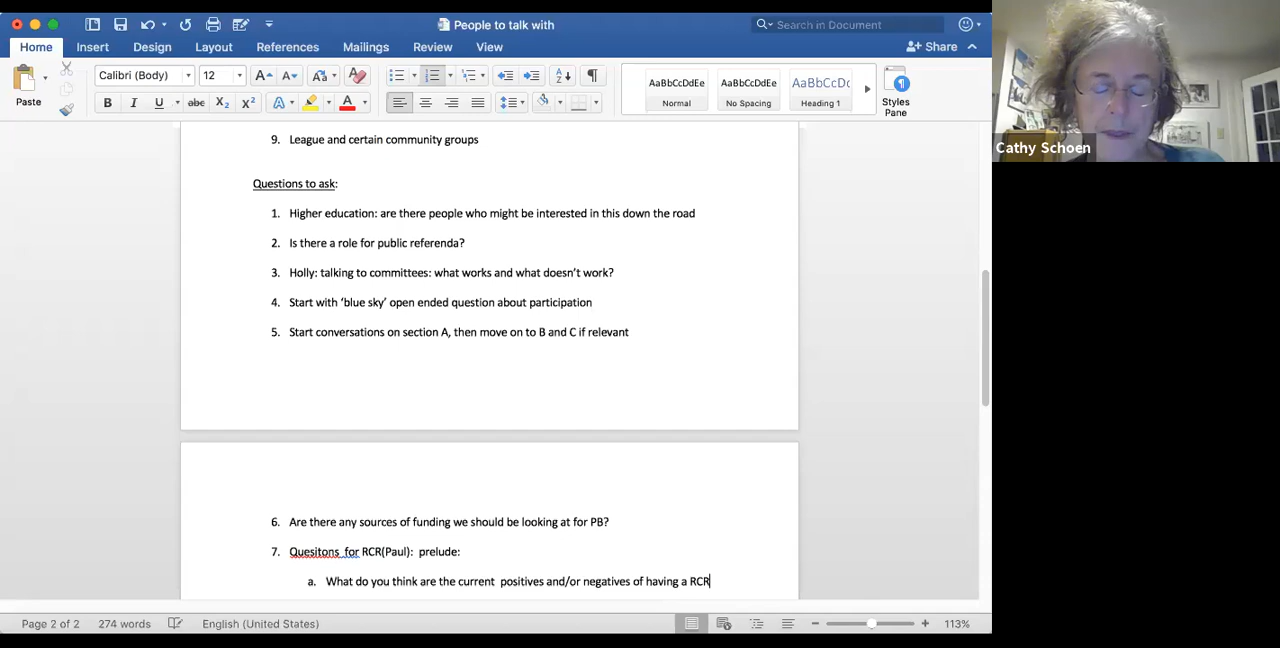 People to talk with
Search in Document
Home Insert Design Layout References Mailings Review View Share
Paste
Calibri (Body) 12
AaBbCcDdEe Normal
AaBbCcDdEe No Spacing
AaBbCcDc Heading 1
Styles Pane
9. League and certain community groups
Questions to ask:
1. Higher education: are there people who might be interested in this down the road
2. Is there a role for public referenda?
3. Holly: talking to committees: what works and what doesn't work?
4. Start with 'blue sky' open ended question about participation
5. Start conversations on section A, then move on to B and C if relevant
6. Are there any sources of funding we should be looking at for PB?
7. Quesitons for RCR(Paul): prelude:
a. What do you think are the current positives and/or negatives of having a RCR
Page 2 of 2 274 words English (United States) 113%
Cathy Schoen